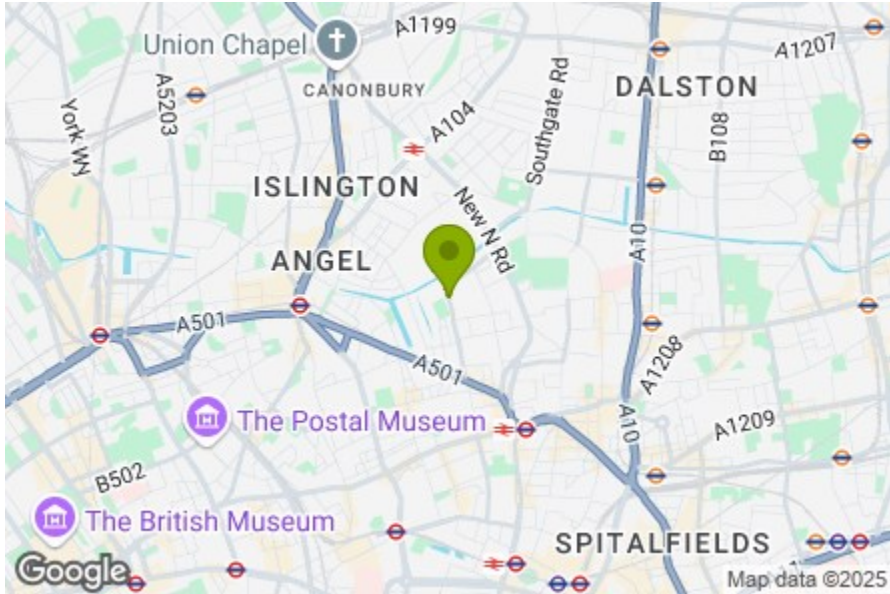 A1199
Union Chapel
A1207
CANONBURY
A5203
DALSTON
A104
Southgate Rd
B108
York Wy
ISLINGTON
New N Rd
A10
ANGEL
A501
A501
A1208
The Postal Museum
A10
A1209
B502
The British Museum
SPITALFIELDS
Google
Map data ©2025